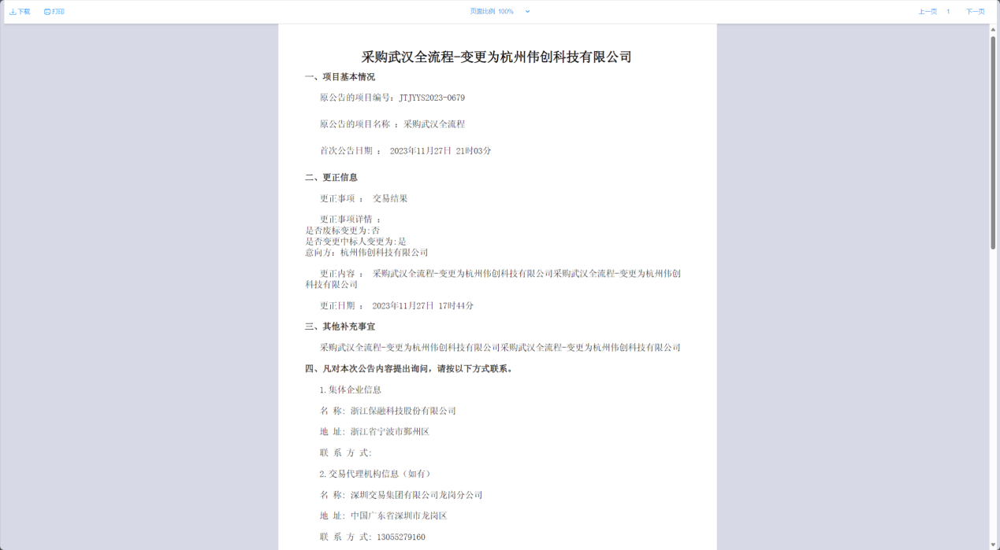 下载 打印 页面比例 100% 上一页 1 下一页
采购武汉全流程-变更为杭州伟创科技有限公司
一、项目基本情况
原公告的项目编号: JTJYYS2023-0679
原公告的项目名称 : 采购武汉全流程
首次公告日期 : 2023年11月27日 21时03分
二、更正信息
更正事项 : 交易结果
更正事项详情 :
是否废标变更为:否
是否变更中标人变更为:是
意向方: 杭州伟创科技有限公司
更正内容 : 采购武汉全流程-变更为杭州伟创科技有限公司采购武汉全流程-变更为杭州伟创
科技有限公司
更正日期 : 2023年11月27日 17时44分
三、其他补充事宜
采购武汉全流程-变更为杭州伟创科技有限公司采购武汉全流程-变更为杭州伟创科技有限公司
四、凡对本次公告内容提出询问，请按以下方式联系。
1.集体企业信息
名 称: 浙江保融科技股份有限公司
地 址: 浙江省宁波市鄞州区
联 系 方 式:
2.交易代理机构信息（如有）
名 称: 深圳交易集团有限公司龙岗分公司
地 址: 中国广东省深圳市龙岗区
联 系 方 式: 13055279160